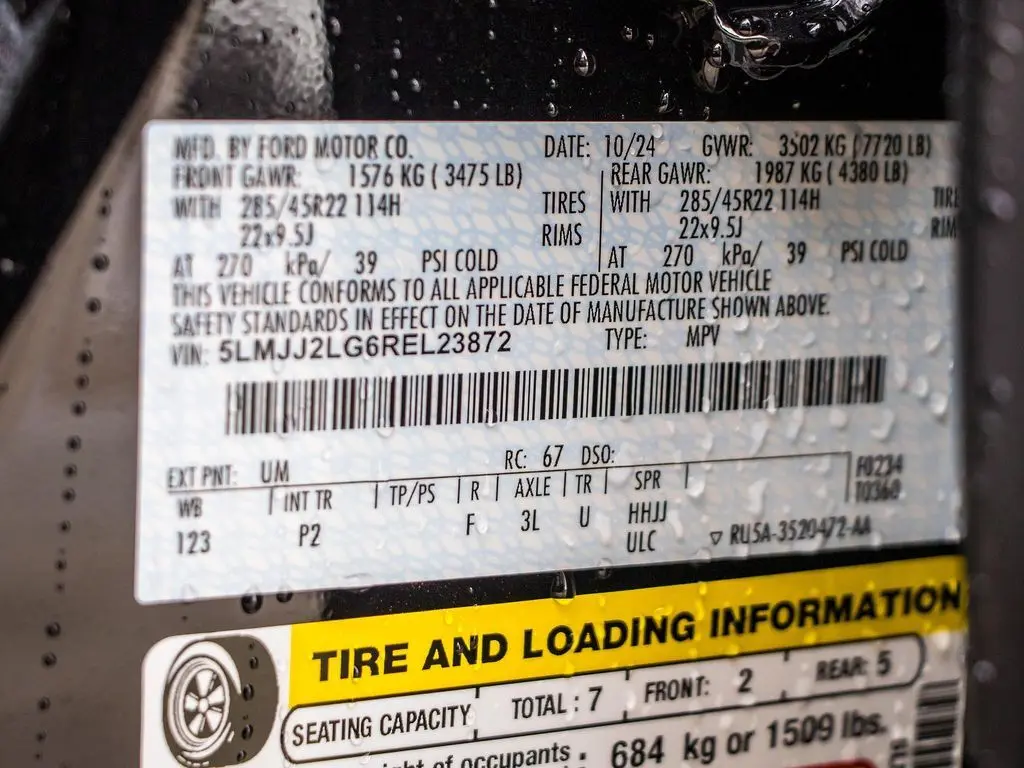 MFD. BY FORD MOTOR CO. DATE: 10/24 GVWR: 3502 KG (7720 LB)
FRONT GAWR: 1576 KG ( 3475 LB) REAR GAWR: 1987 KG ( 4380 LB)
WITH 285/45R22 114H TIRES WITH 285/45R22 114H
22x9.5J RIMS 22x9.5J
AT 270 kPa/ 39 PSI COLD AT 270 kPa/ 39 PSI COLD
THIS VEHICLE CONFORMS TO ALL APPLICABLE FEDERAL MOTOR VEHICLE
SAFETY STANDARDS IN EFFECT ON THE DATE OF MANUFACTURE SHOWN ABOVE.
VIN: 5LMJJ2LG6REL23872 TYPE: MPV
EXT PNT: UM RC: 67 DSO:
WB INT TR TP/PS R AXLE TR SPR F0234
T0360
123 P2 F 3L U HHJJ
ULC ▽ RU5A-3520472-AA
TIRE AND LOADING INFORMATION
SEATING CAPACITY TOTAL : 7 FRONT: 2 REAR: 5
of occupants 684 kg or 1509 lbs.